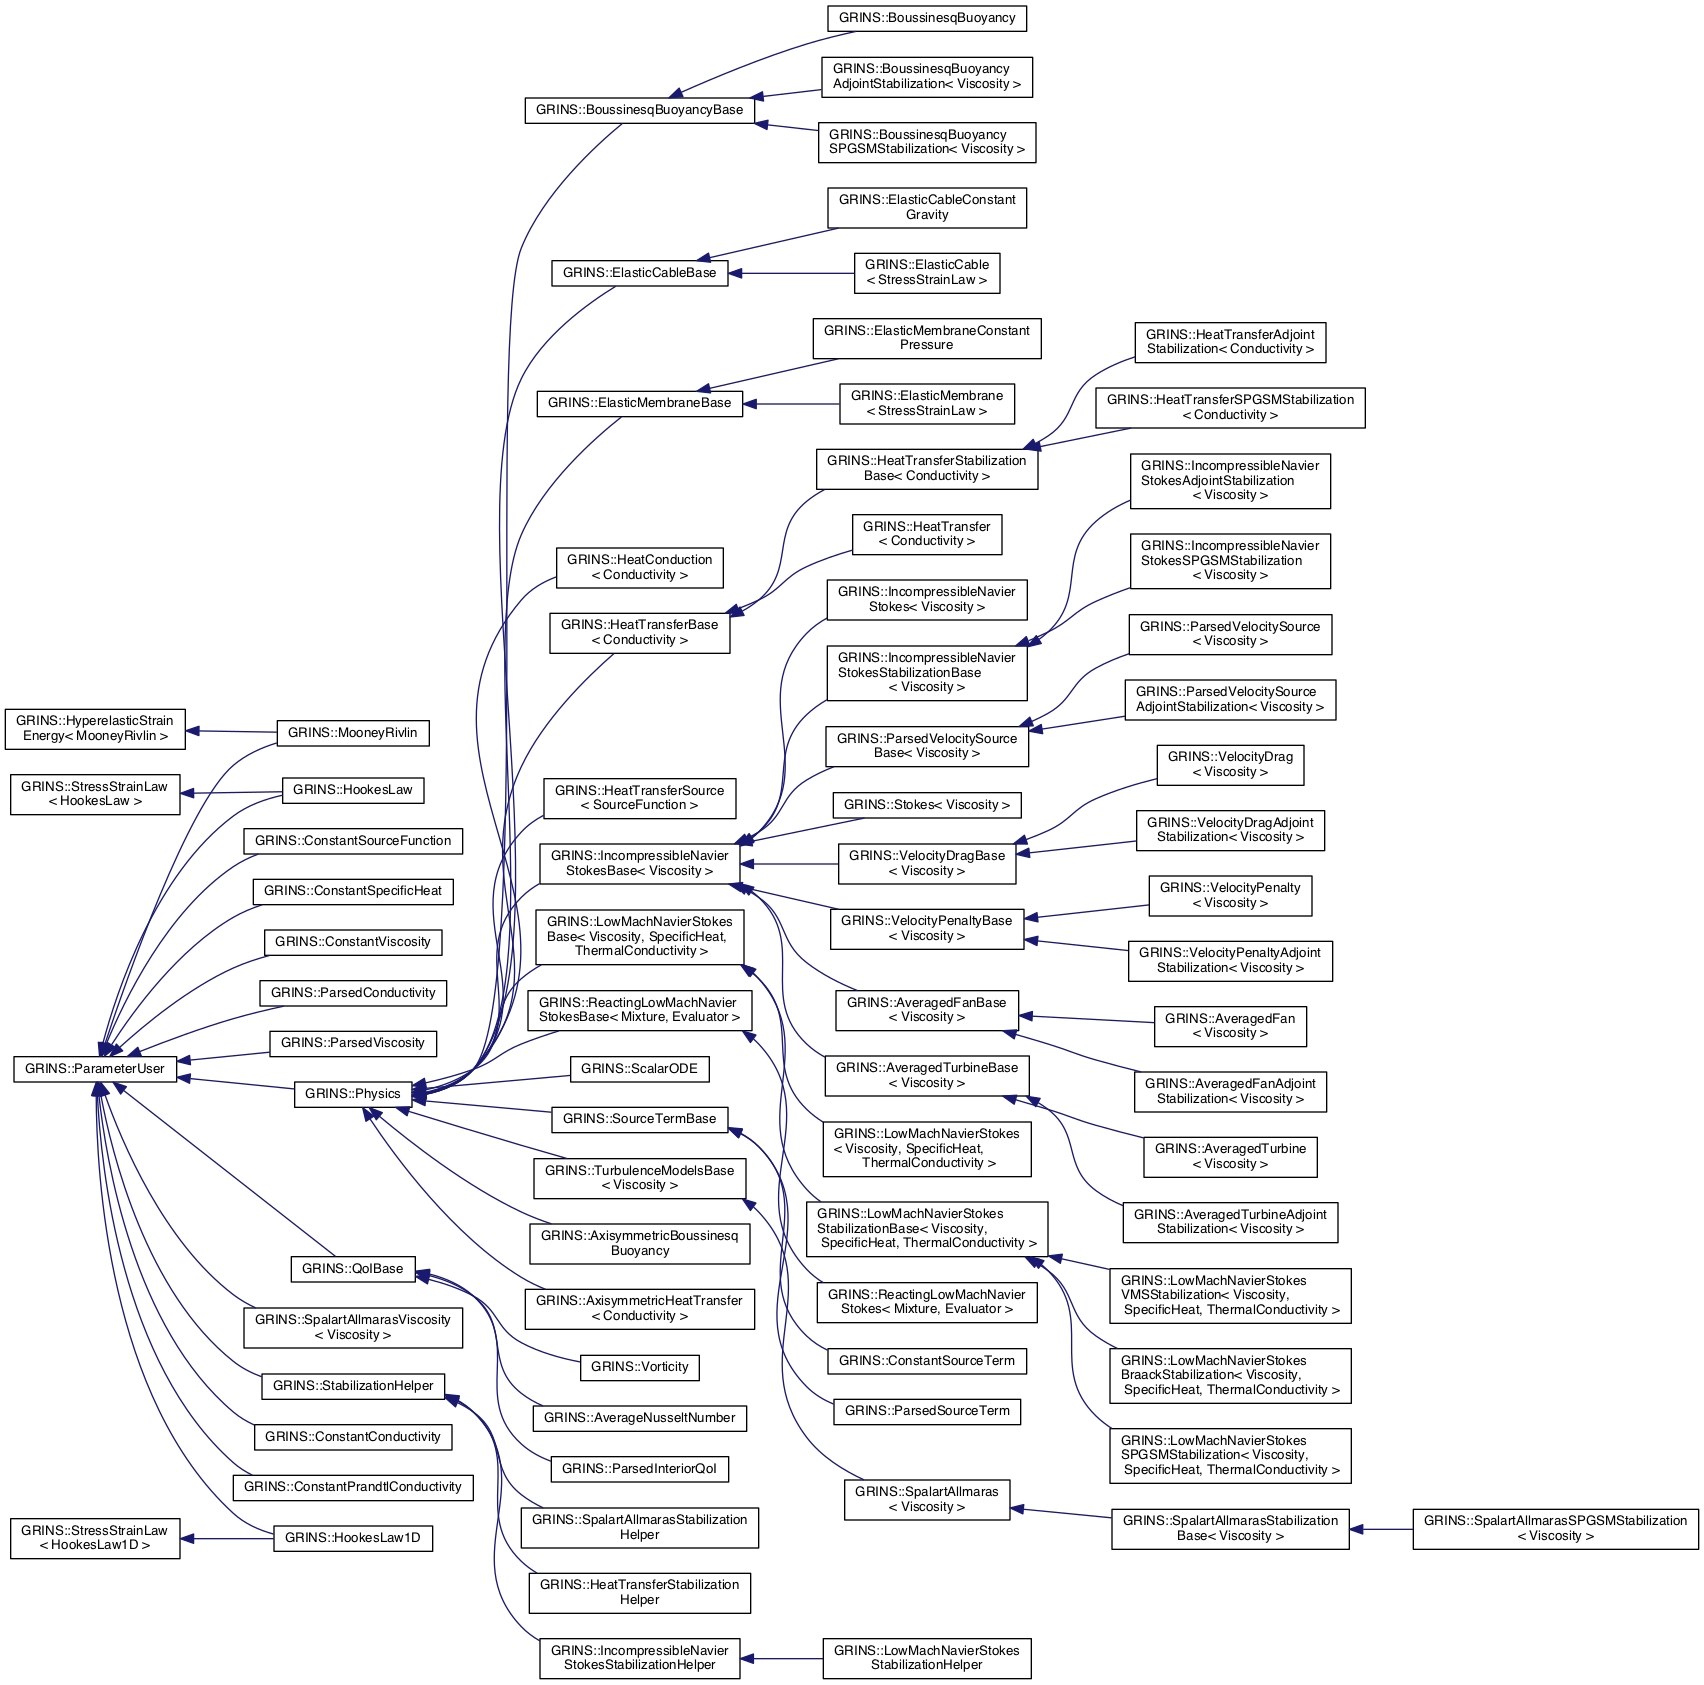 GRINS::BoussinesqBuoyancy
GRINS::BoussinesqBuoyancy
AdjointStabilization< Viscosity >
GRINS::BoussinesqBuoyancyBase
GRINS::BoussinesqBuoyancy
SPGSMStabilization< Viscosity >
GRINS::ElasticCableConstant
Gravity
GRINS::ElasticCableBase
GRINS::ElasticCable
< StressStrainLaw >
GRINS::ElasticMembraneConstant
Pressure
GRINS::ElasticMembraneBase
GRINS::ElasticMembrane
< StressStrainLaw >
GRINS::HeatTransferAdjoint
Stabilization< Conductivity >
GRINS::HeatTransferSPGSMStabilization
< Conductivity >
GRINS::HeatTransferStabilization
Base< Conductivity >
GRINS::IncompressibleNavier
StokesAdjointStabilization
< Viscosity >
GRINS::HeatTransfer
< Conductivity >
GRINS::HeatConduction
< Conductivity >
GRINS::IncompressibleNavier
StokesSPGSMStabilization
< Viscosity >
GRINS::IncompressibleNavier
Stokes< Viscosity >
GRINS::HeatTransferBase
< Conductivity >
GRINS::ParsedVelocitySource
< Viscosity >
GRINS::IncompressibleNavier
StokesStabilizationBase
< Viscosity >
GRINS::ParsedVelocitySource
AdjointStabilization< Viscosity >
GRINS::HyperelasticStrain
Energy< MooneyRivlin >
GRINS::MooneyRivlin
GRINS::ParsedVelocitySource
Base< Viscosity >
GRINS::VelocityDrag
< Viscosity >
GRINS::StressStrainLaw
< HookesLaw >
GRINS::HookesLaw
GRINS::HeatTransferSource
< SourceFunction >
GRINS::Stokes< Viscosity >
GRINS::VelocityDragAdjoint
Stabilization< Viscosity >
GRINS::ConstantSourceFunction
GRINS::IncompressibleNavier
StokesBase< Viscosity >
GRINS::VelocityDragBase
< Viscosity >
GRINS::ConstantSpecificHeat
GRINS::VelocityPenalty
< Viscosity >
GRINS::LowMachNavierStokes
Base< Viscosity, SpecificHeat,
ThermalConductivity >
GRINS::VelocityPenaltyBase
< Viscosity >
GRINS::ConstantViscosity
GRINS::VelocityPenaltyAdjoint
Stabilization< Viscosity >
GRINS::ParsedConductivity
GRINS::ReactingLowMachNavier
StokesBase< Mixture, Evaluator >
GRINS::AveragedFanBase
< Viscosity >
GRINS::AveragedFan
< Viscosity >
GRINS::ParsedViscosity
GRINS::ParameterUser
GRINS::ScalarODE
GRINS::AveragedTurbineBase
< Viscosity >
GRINS::Physics
GRINS::AveragedFanAdjoint
Stabilization< Viscosity >
GRINS::SourceTermBase
GRINS::LowMachNavierStokes
< Viscosity, SpecificHeat,
ThermalConductivity >
GRINS::AveragedTurbine
< Viscosity >
GRINS::TurbulenceModelsBase
< Viscosity >
GRINS::AveragedTurbineAdjoint
Stabilization< Viscosity >
GRINS::LowMachNavierStokes
StabilizationBase< Viscosity,
SpecificHeat, ThermalConductivity >
GRINS::AxisymmetricBoussinesq
Buoyancy
GRINS::QoIBase
GRINS::LowMachNavierStokes
VMSStabilization< Viscosity,
SpecificHeat, ThermalConductivity >
GRINS::AxisymmetricHeatTransfer
< Conductivity >
GRINS::ReactingLowMachNavier
Stokes< Mixture, Evaluator >
GRINS::SpalartAllmarasViscosity
< Viscosity >
GRINS::Vorticity
GRINS::ConstantSourceTerm
GRINS::LowMachNavierStokes
BraackStabilization< Viscosity,
SpecificHeat, ThermalConductivity >
GRINS::StabilizationHelper
GRINS::AverageNusseltNumber
GRINS::ParsedSourceTerm
GRINS::ConstantConductivity
GRINS::LowMachNavierStokes
SPGSMStabilization< Viscosity,
SpecificHeat, ThermalConductivity >
GRINS::ParsedInteriorQoI
GRINS::ConstantPrandtlConductivity
GRINS::SpalartAllmaras
< Viscosity >
GRINS::SpalartAllmarasStabilization
Helper
GRINS::SpalartAllmarasStabilization
Base< Viscosity >
GRINS::SpalartAllmarasSPGSMStabilization
< Viscosity >
GRINS::StressStrainLaw
< HookesLaw1D >
GRINS::HookesLaw1D
GRINS::HeatTransferStabilization
Helper
GRINS::IncompressibleNavier
StokesStabilizationHelper
GRINS::LowMachNavierStokes
StabilizationHelper